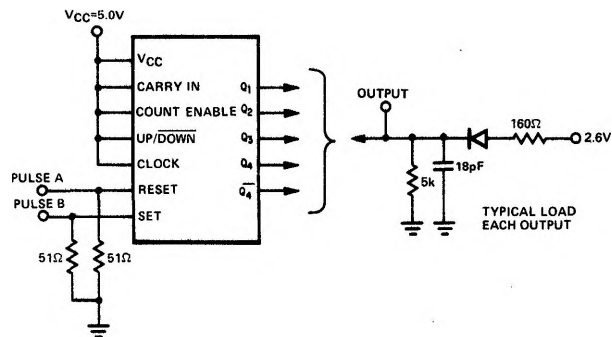 VCC=5.0V
VCC
CARRY IN
COUNT ENABLE
UP/DOWN
CLOCK
RESET
SET
Q1
Q2
Q3
Q4
Q4
PULSE A
PULSE B
51Ω
51Ω
OUTPUT
160Ω
2.6V
5k
18pF
TYPICAL LOAD
EACH OUTPUT